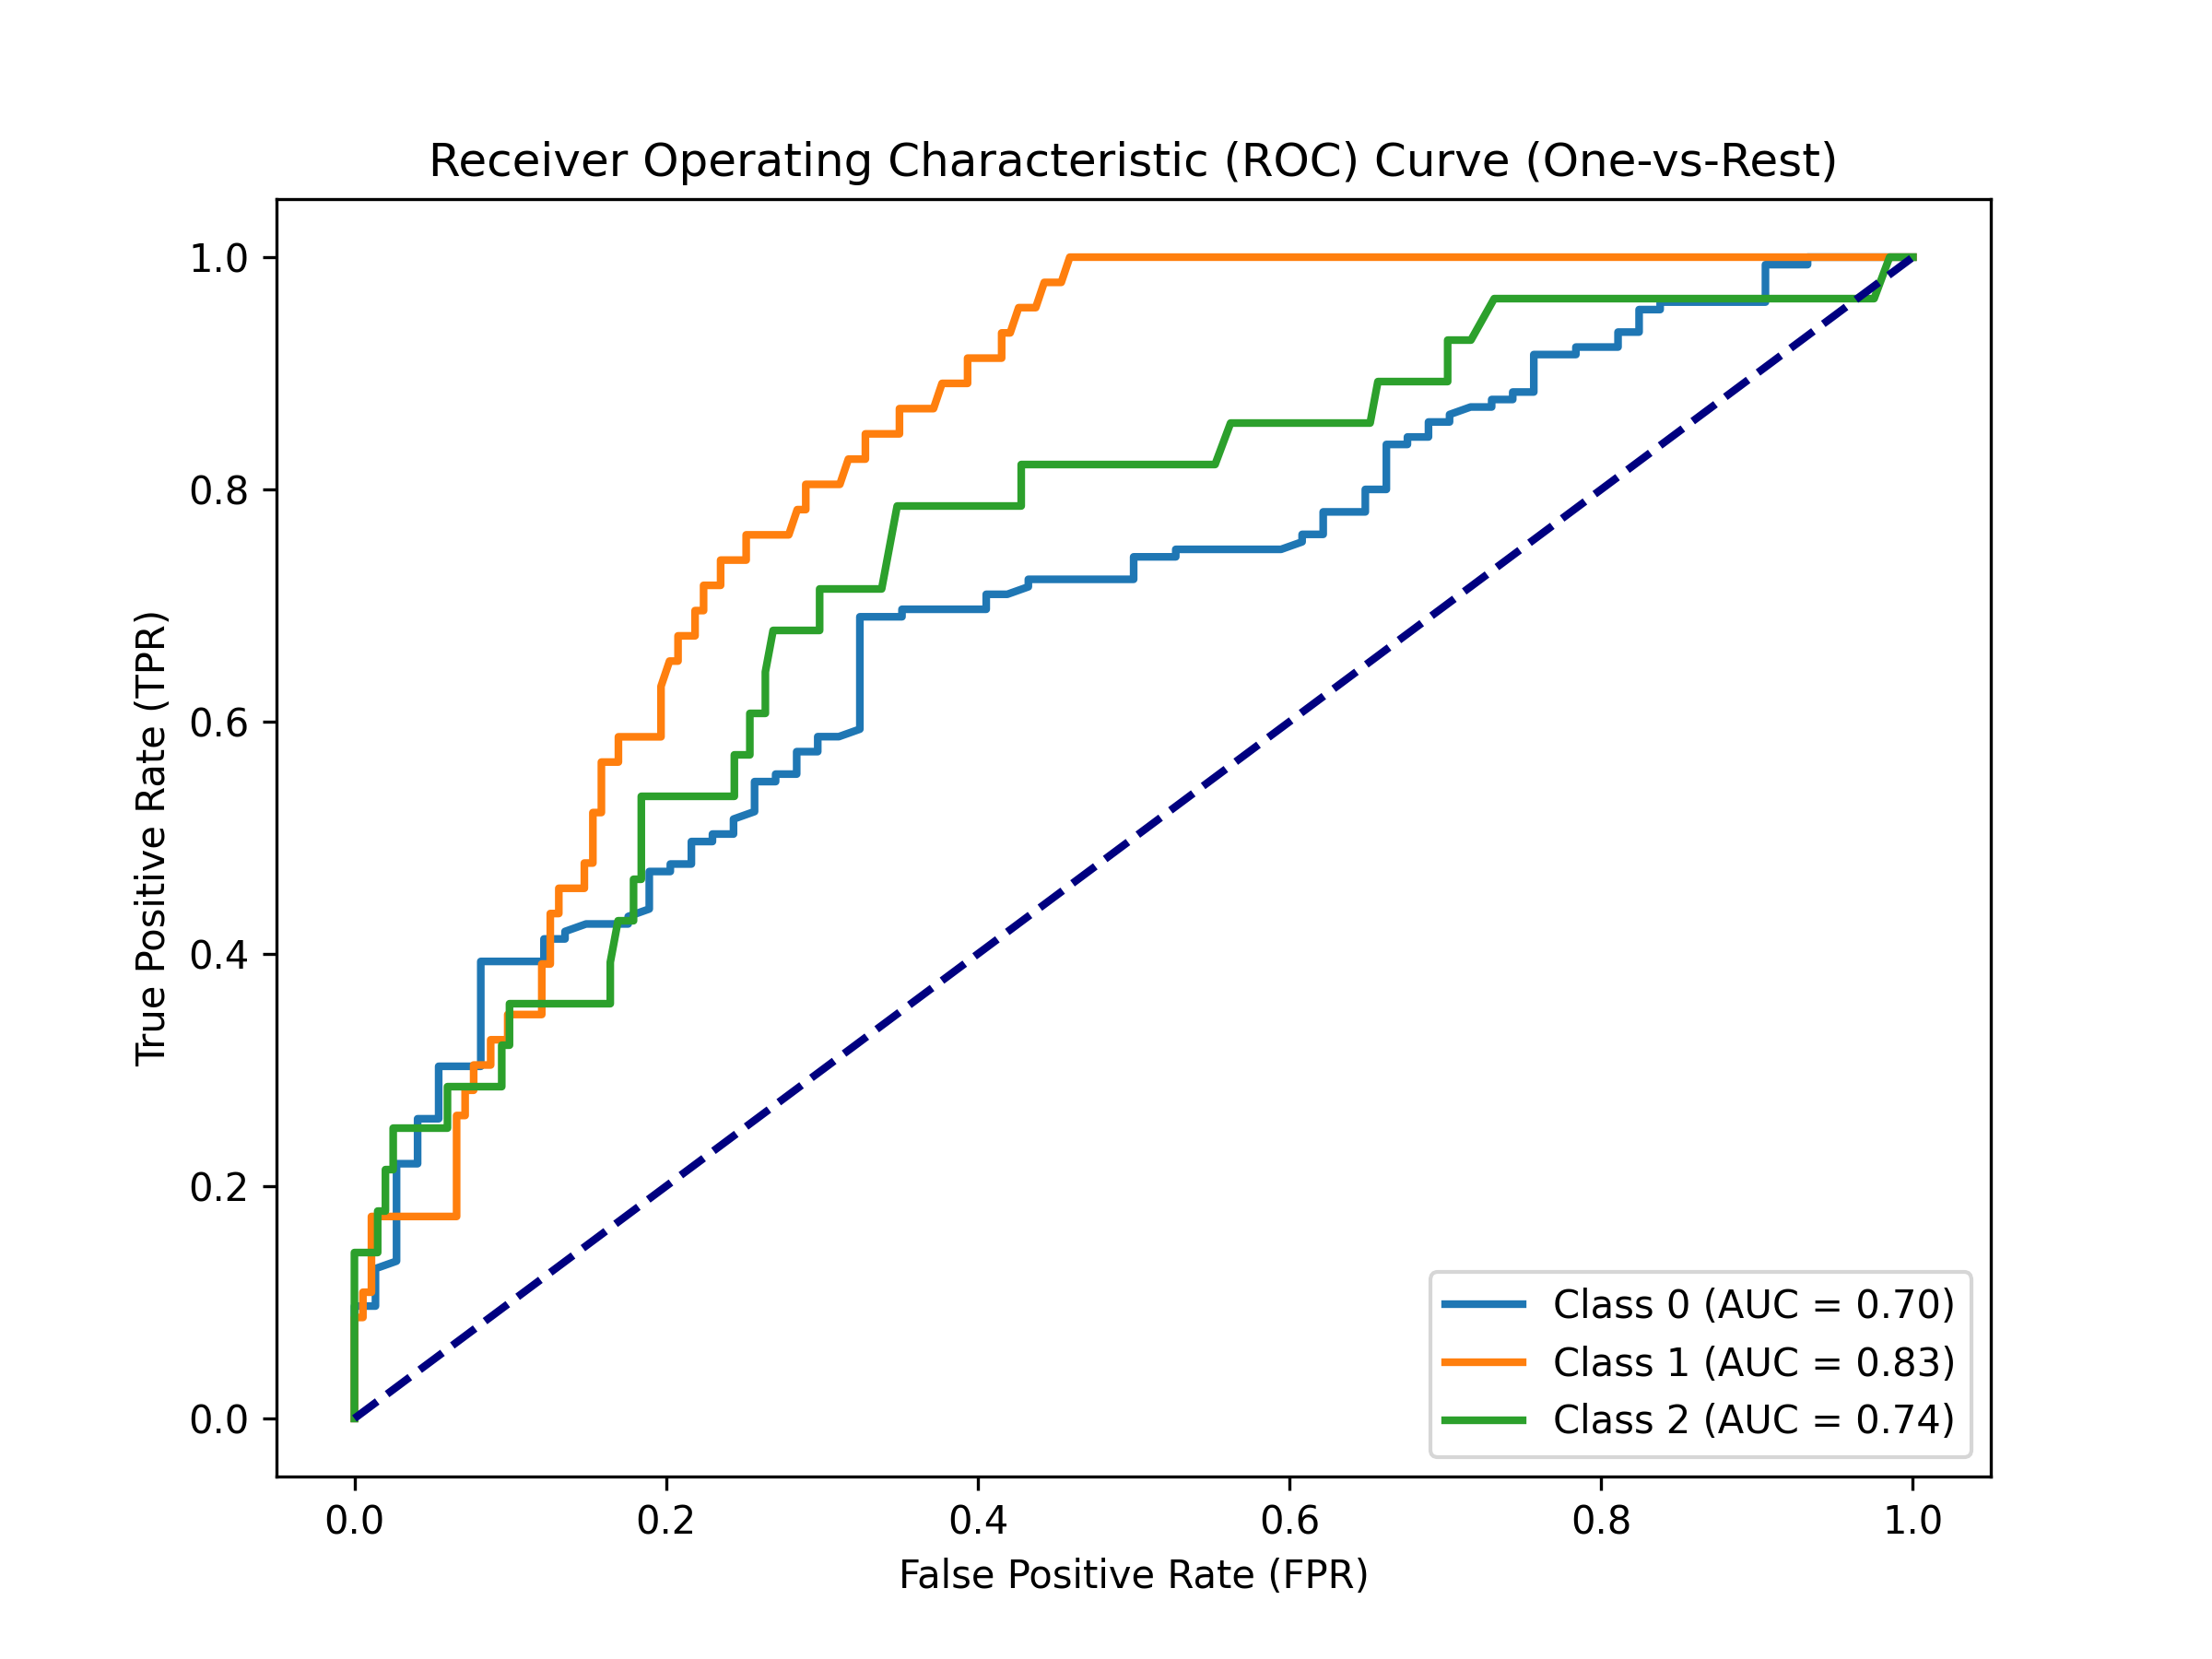 Receiver Operating Characteristic (ROC) Curve (One-vs-Rest)
True Positive Rate (TPR)
1.0
0.8
0.6
0.4
0.2
0.0
Class 0 (AUC = 0.70)
Class 1 (AUC = 0.83)
Class 2 (AUC = 0.74)
0.0 0.2 0.4 0.6 0.8 1.0
False Positive Rate (FPR)